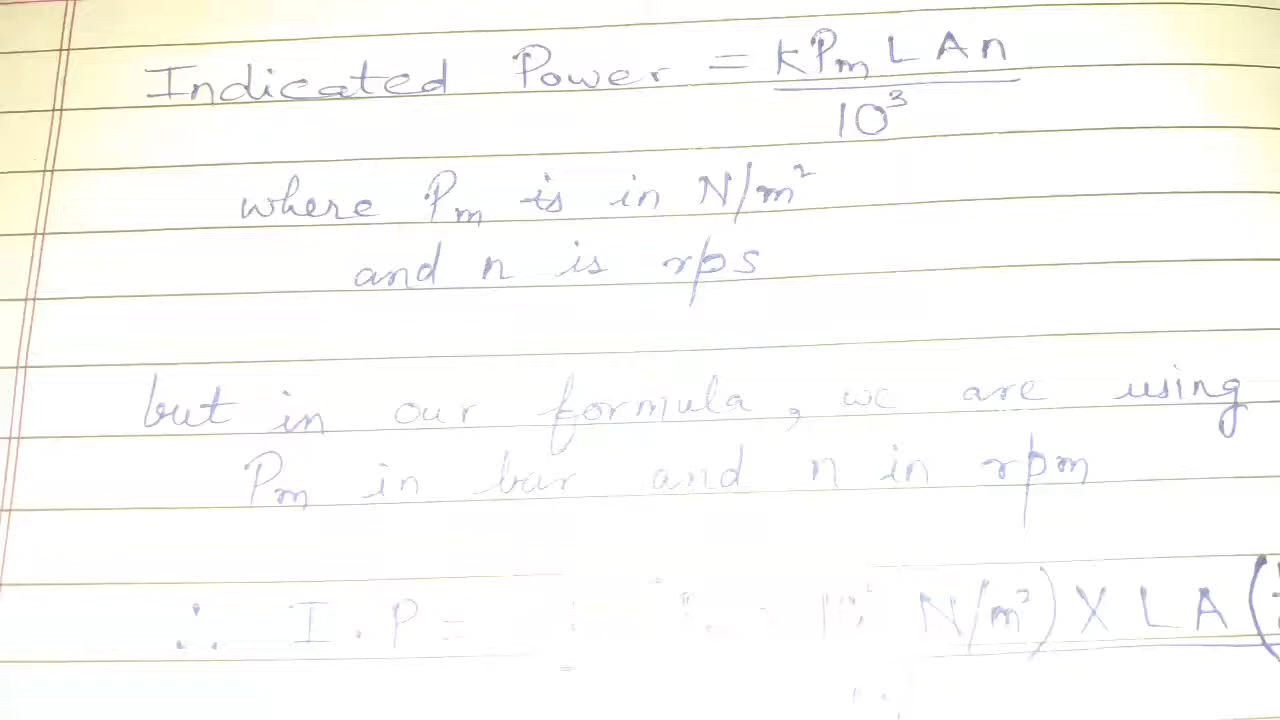 Indicated Power = kPm L A n / 10³
where Pm is in N/m²
and n is rps
but in our formula, we are using
Pm in bar and n in rpm
∴ I.P = N/m²) X L A (